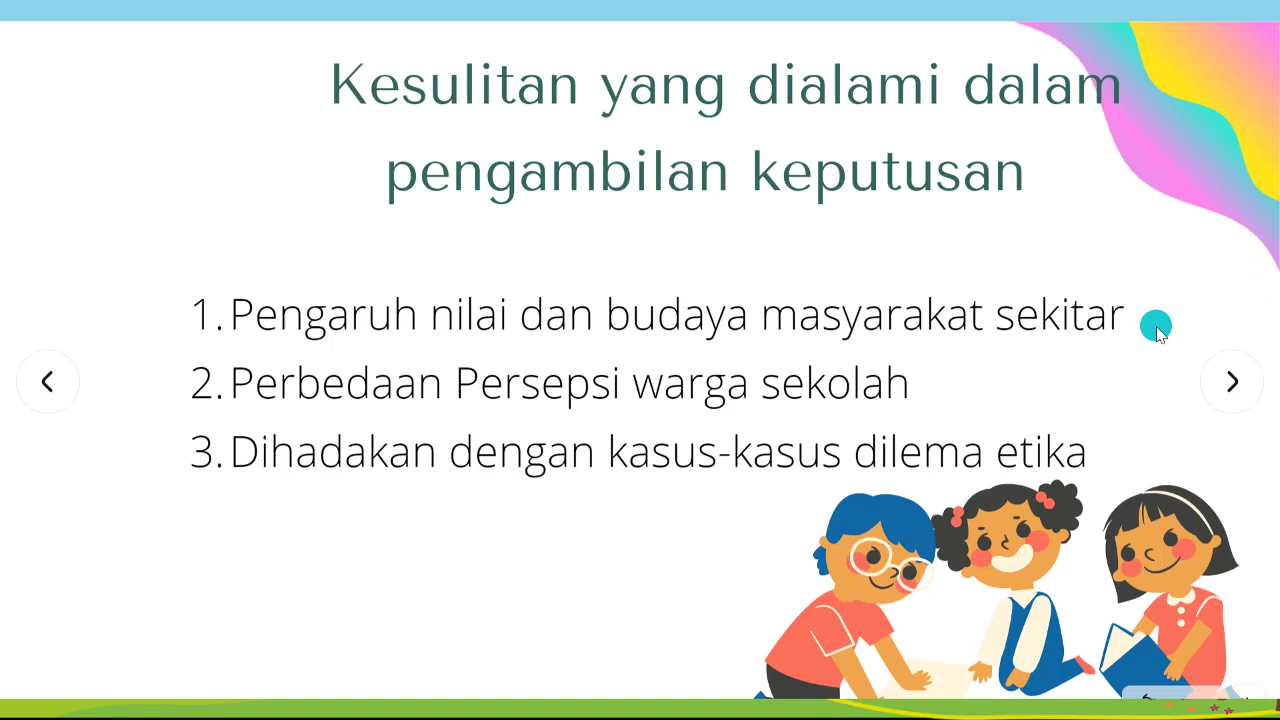 Kesulitan yang dialami dalam
pengambilan keputusan
1. Pengaruh nilai dan budaya masyarakat sekitar
2. Perbedaan Persepsi warga sekolah
3. Dihadakan dengan kasus-kasus dilema etika